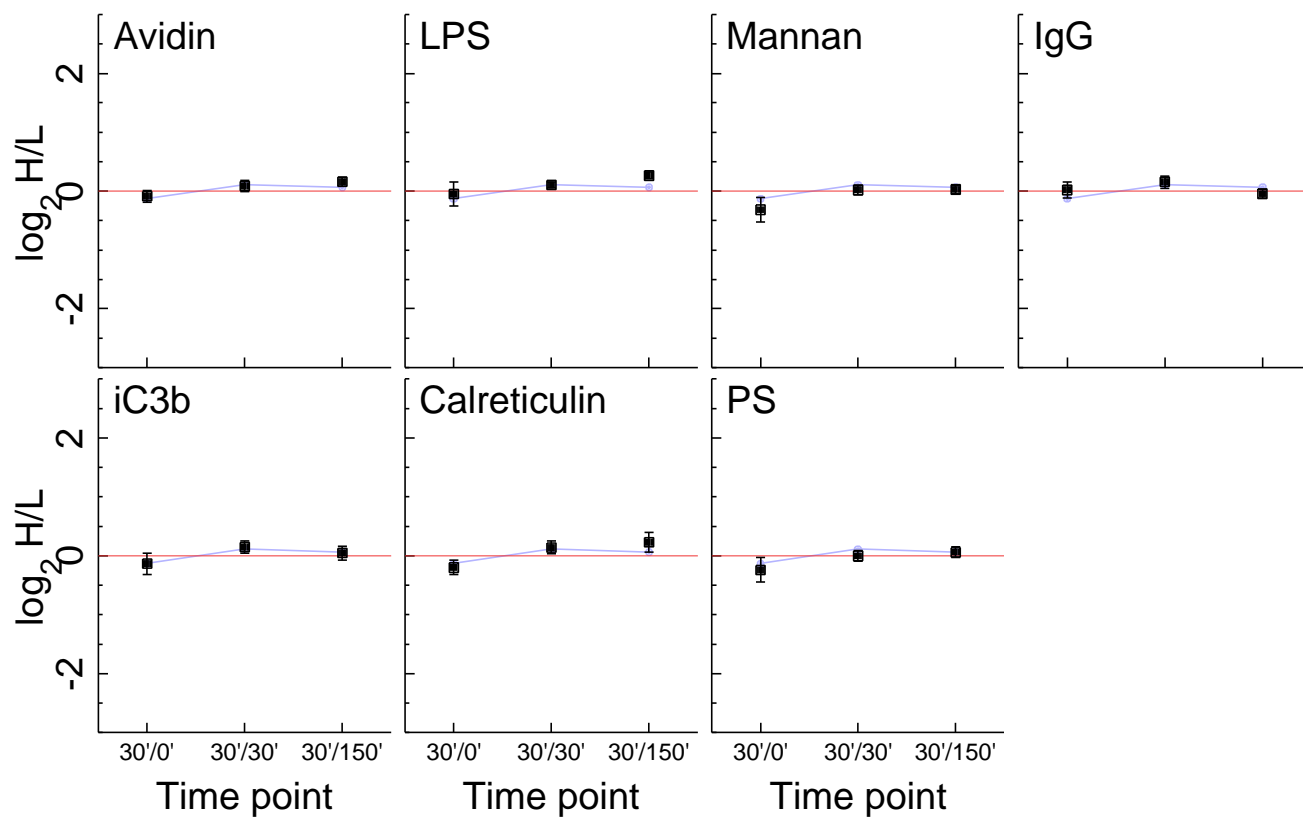 Avidin
LPS
Mannan
IgG
log₂ H/L
2
0
-2
iC3b
Calreticulin
PS
log₂ H/L
2
0
-2
30'/0' 30'/30' 30'/150'
30'/0' 30'/30' 30'/150'
30'/0' 30'/30' 30'/150'
Time point
Time point
Time point